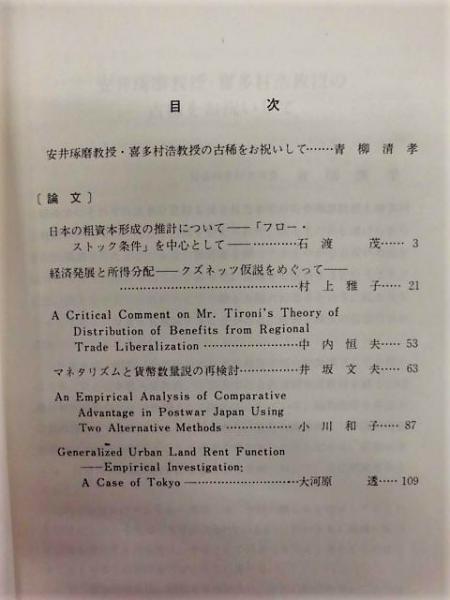 目次
安井琢磨教授・喜多村浩教授の古稀をお祝いして……青柳清孝
〔論文〕
日本の粗資本形成の推計について——「フロー・
ストック条件」を中心として——…………石渡 茂……3
経済発展と所得分配——クズネッツ仮説をめぐって——
……………………………………村上雅子……21
A Critical Comment on Mr. Tironi's Theory of
Distribution of Benefits from Regional
Trade Liberalization……………………中内恒夫……53
マネタリズムと貨幣数量説の再検討……………井坂文夫……63
An Empirical Analysis of Comparative
Advantage in Postwar Japan Using
Two Alternative Methods………………小川和子……87
Generalized Urban Land Rent Function
——Empirical Investigation:
A Case of Tokyo—……………………大河原 透……109